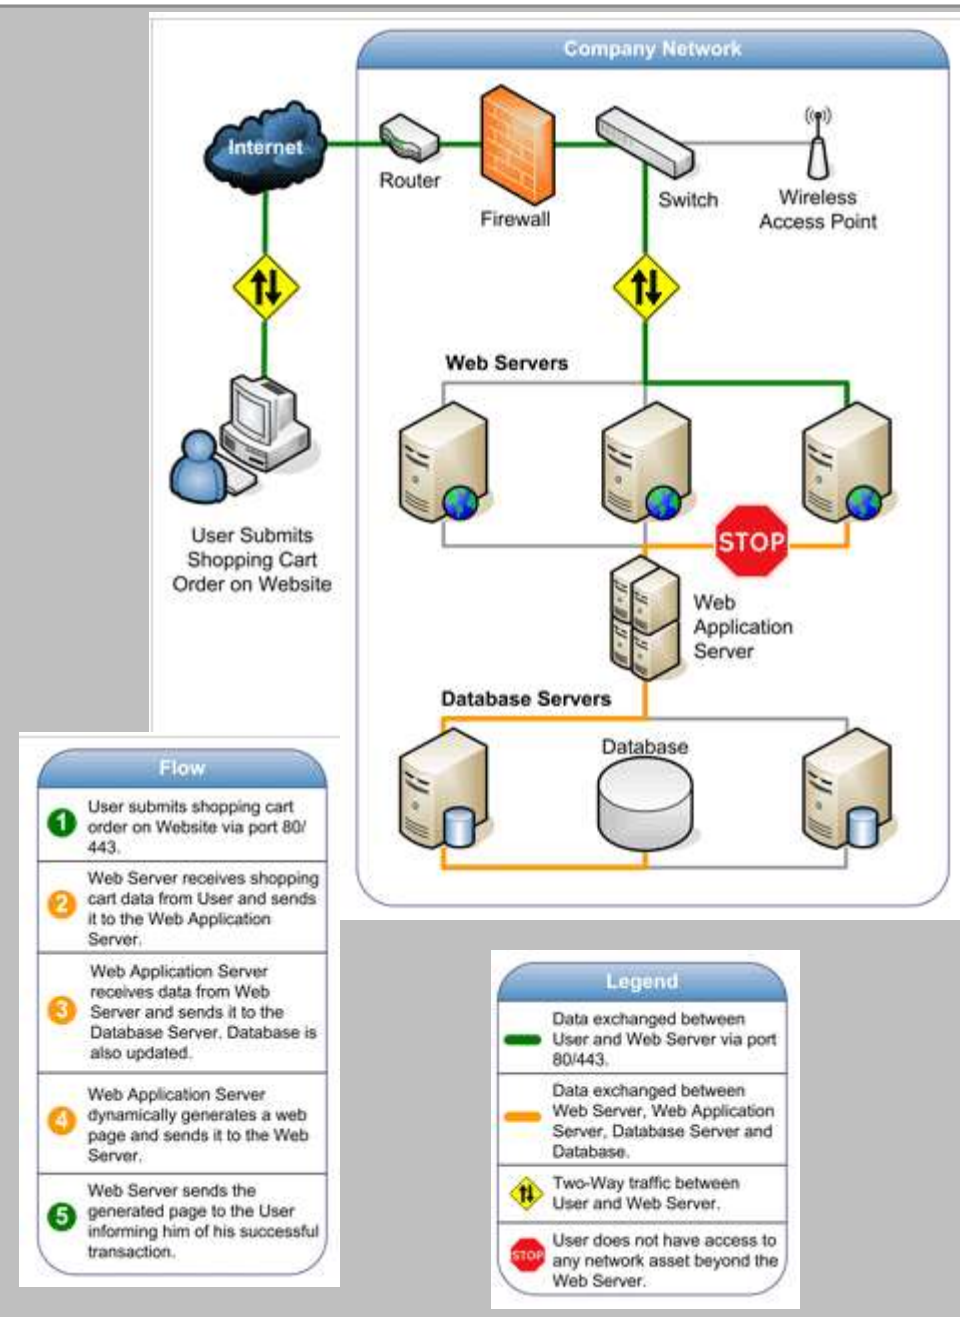 Company Network
Internet
Router
Firewall
Switch
Wireless
Access Point
Web Servers
User Submits
Shopping Cart
Order on Website
STOP
Web
Application
Server
Database Servers
Database
Flow
1
User submits shopping cart
order on Website via port 80/
443.
2
Web Server receives shopping
cart data from User and sends
it to the Web Application
Server.
3
Web Application Server
receives data from Web
Server and sends it to the
Database Server. Database is
also updated.
4
Web Application Server
dynamically generates a web
page and sends it to the Web
Server.
5
Web Server sends the
generated page to the User
informing him of his successful
transaction.
Legend
Data exchanged between
User and Web Server via port
80/443.
Data exchanged between
Web Server, Web Application
Server, Database Server and
Database.
Two-Way traffic between
User and Web Server.
STOP
User does not have access to
any network asset beyond the
Web Server.